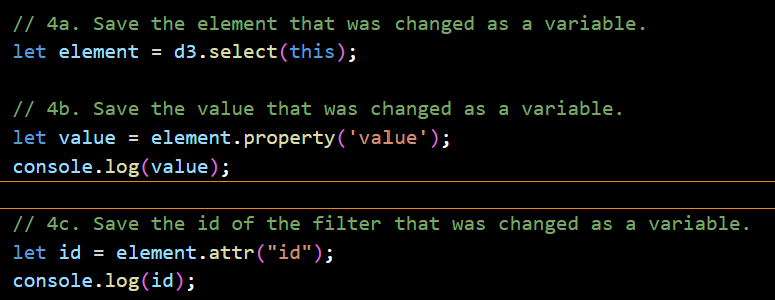 // 4a. Save the element that was changed as a variable.
let element = d3.select(this);
// 4b. Save the value that was changed as a variable.
let value = element.property('value');
console.log(value);
// 4c. Save the id of the filter that was changed as a variable.
let id = element.attr("id");
console.log(id);